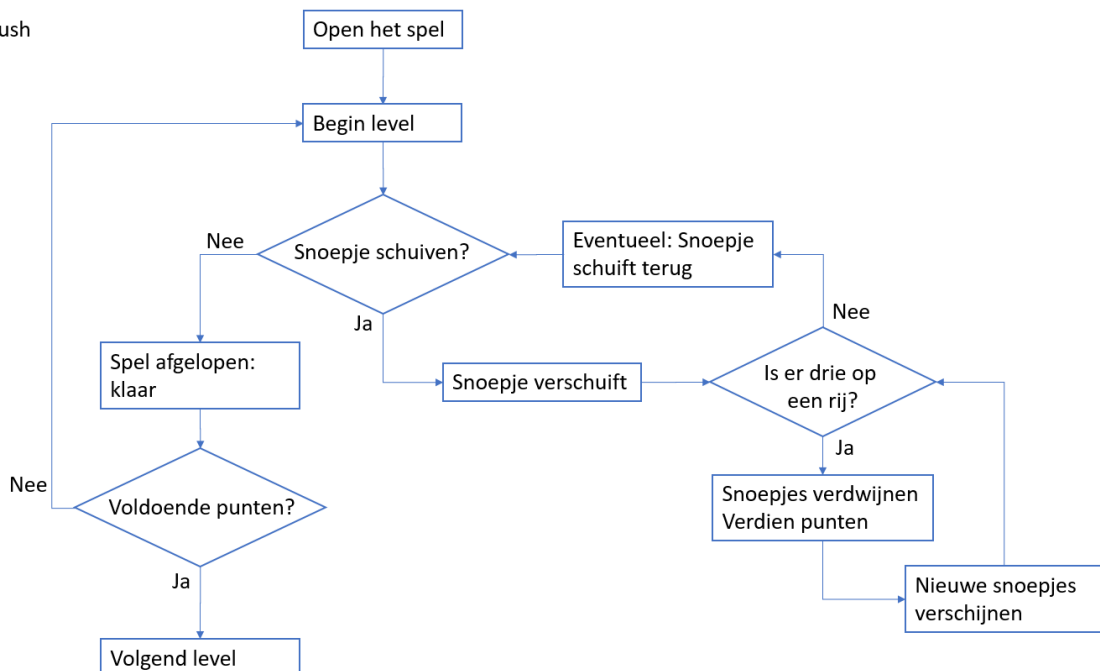 ush
Open het spel
Begin level
Nee
Snoepje schuiven?
Eventueel: Snoepje
schuift terug
Ja
Nee
Spel afgelopen:
klaar
Snoepje verschuift
Is er drie op
een rij?
Ja
Nee
Voldoende punten?
Snoepjes verdwijnen
Verdien punten
Ja
Nieuwe snoepjes
verschijnen
Volgend level